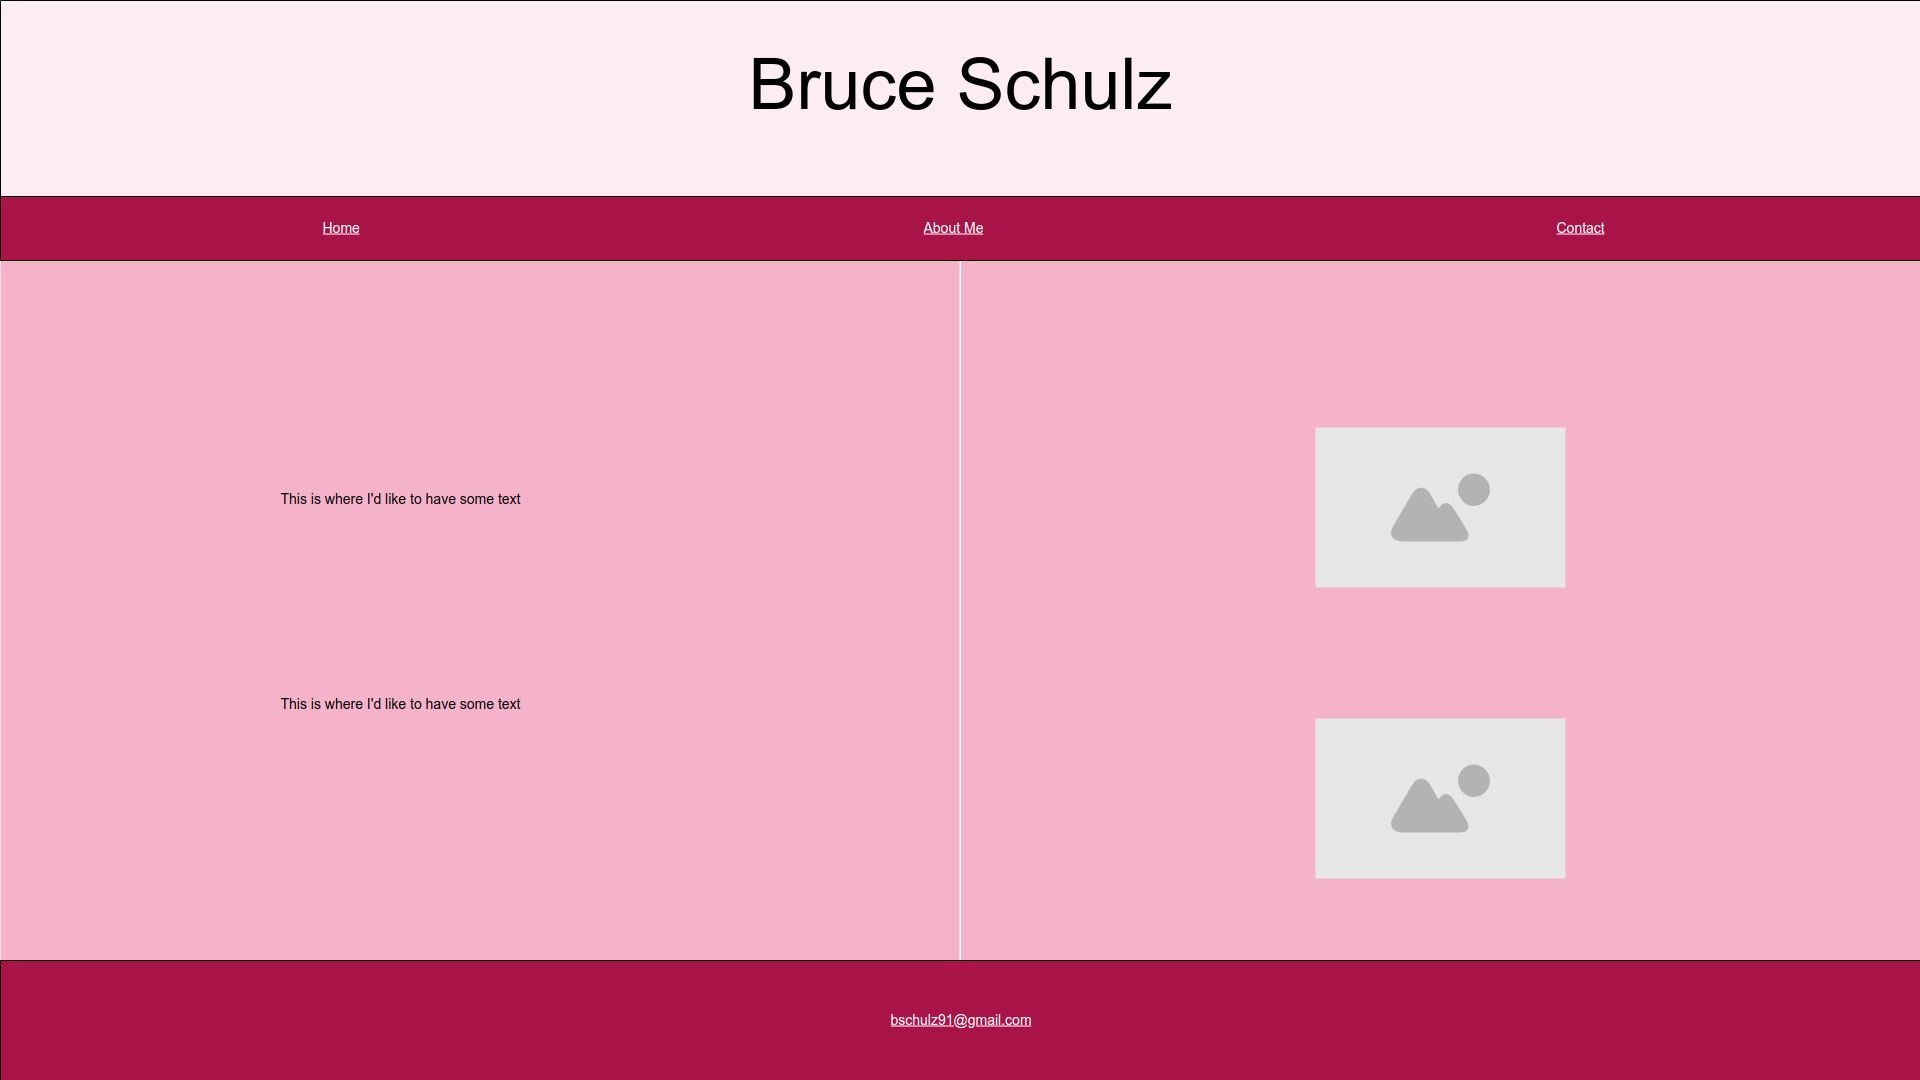 Bruce Schulz
Home
About Me
Contact
This is where I'd like to have some text
This is where I'd like to have some text
bschulz91@gmail.com